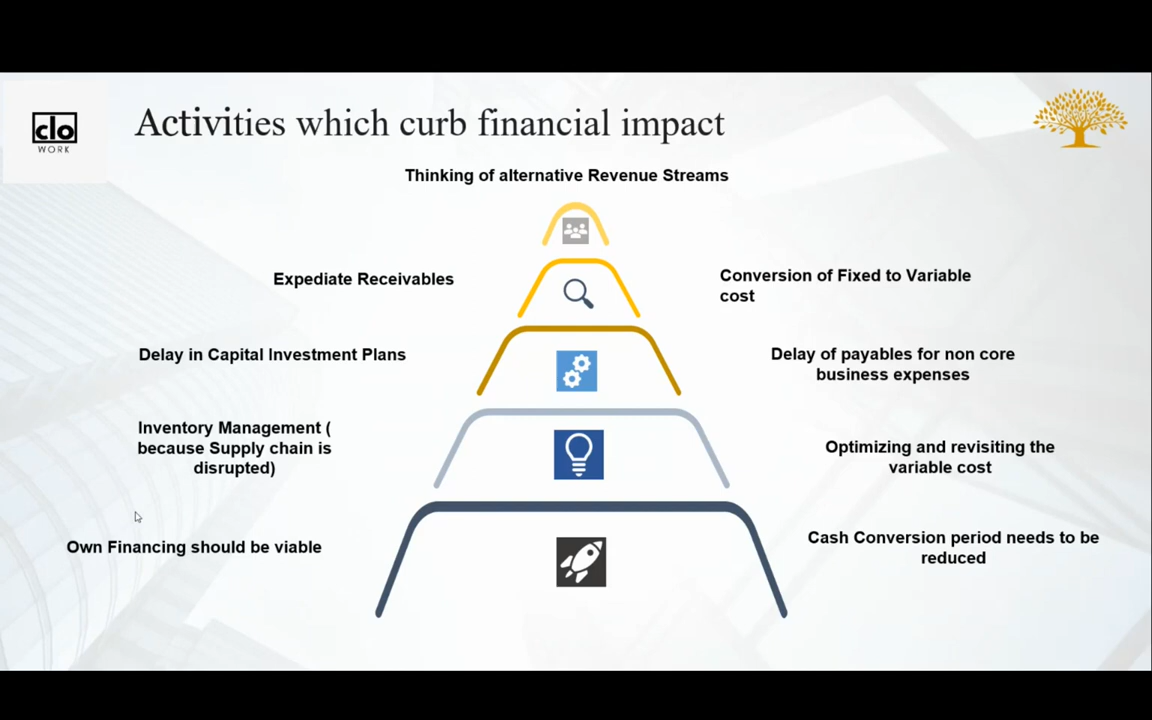 clo
WORK
Activities which curb financial impact
Thinking of alternative Revenue Streams
Expediate Receivables
Conversion of Fixed to Variable
cost
Delay in Capital Investment Plans
Delay of payables for non core
business expenses
Inventory Management (
because Supply chain is
disrupted)
Optimizing and revisiting the
variable cost
Own Financing should be viable
Cash Conversion period needs to be
reduced